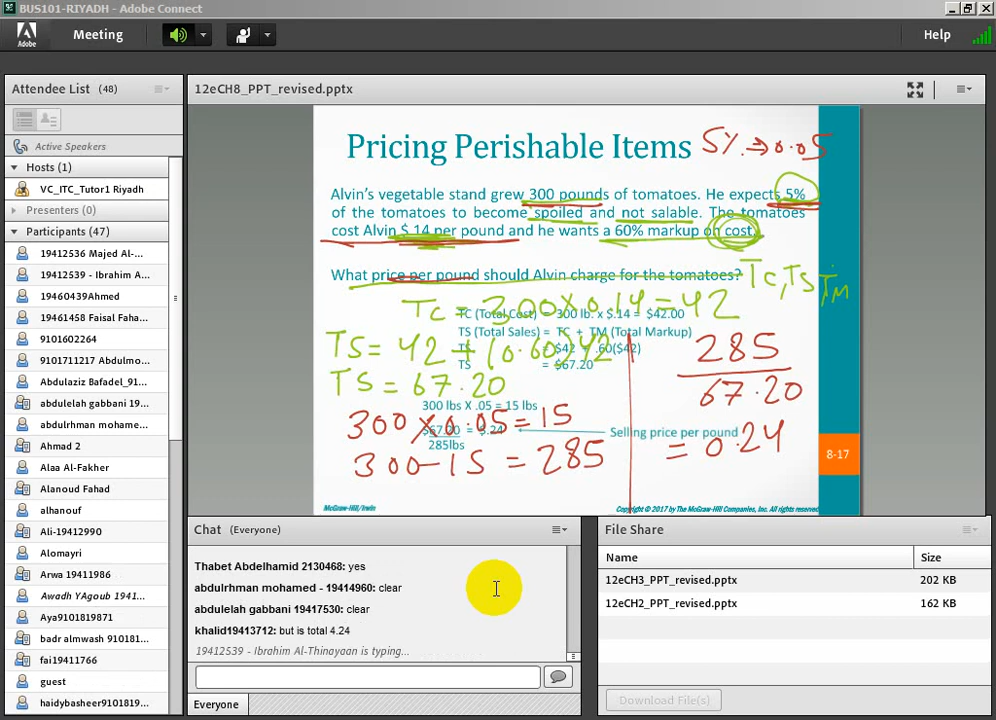 BUS101-RIYADH - Adobe Connect
Adobe
Meeting
Help
Attendee List (48)
Active Speakers
Hosts (1)
VC_ITC_Tutor1 Riyadh
Presenters (0)
Participants (47)
19412536 Majed Al-...
19412539 - Ibrahim A...
19460439Ahmed
19461458 Faisal Faha...
9101602264
9101711217 Abdulmo...
Abdulaziz Bafadel_9...
abdulelah gabbani 19...
abdulrhman mohame...
Ahmad 2
Alaa Al-Fakher
Alanoud Fahad
alhanouf
Ali-19412990
Alomayri
Arwa 19411986
Awadh YAgoub 1941...
Aya9101819871
badr almwash 910181...
fai19411766
guest
haidybasheer910181 9...
12eCH8_PPT_revised.pptx
Pricing Perishable Items
5% → 0.05
Alvin's vegetable stand grew 300 pounds of tomatoes. He expects 5%
of the tomatoes to become spoiled and not salable. The tomatoes
cost Alvin $ .14 per pound and he wants a 60% markup on cost.
What price per pound should Alvin charge for the tomatoes?
TC, TS, TM
TC = 300 X 0.14 = 42
TC (Total Cost) = 300 lb. x $.14 = $42.00
TS (Total Sales) = TC + TM (Total Markup)
TS = 42 + (0.60) 42
TS = $42 + .60($42)
TS = $67.20
TS = 67.20
300 lbs X .05 = 15 lbs
300 X 0.05 = 15
$67.20 = $.24
285lbs
Selling price per pound
300 - 15 = 285
285
67.20
= 0.24
8-17
McGraw-Hill/Irwin
Copyright © 2017 by The McGraw-Hill Companies, Inc. All rights reserved
Chat (Everyone)
Thabet Abdelhamid 2130468: yes
abdulrhman mohamed - 19414960: clear
abdulelah gabbani 19417530: clear
khalid19413712: but is total 4.24
19412539 - Ibrahim Al-Thinayaan is typing...
Everyone
File Share
Name Size
12eCH3_PPT_revised.pptx 202 KB
12eCH2_PPT_revised.pptx 162 KB
Download File(s)